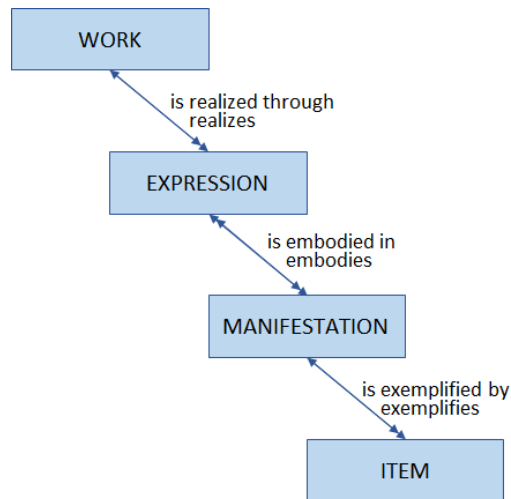 WORK
is realized through
realizes
EXPRESSION
is embodied in
embodies
MANIFESTATION
is exemplified by
exemplifies
ITEM